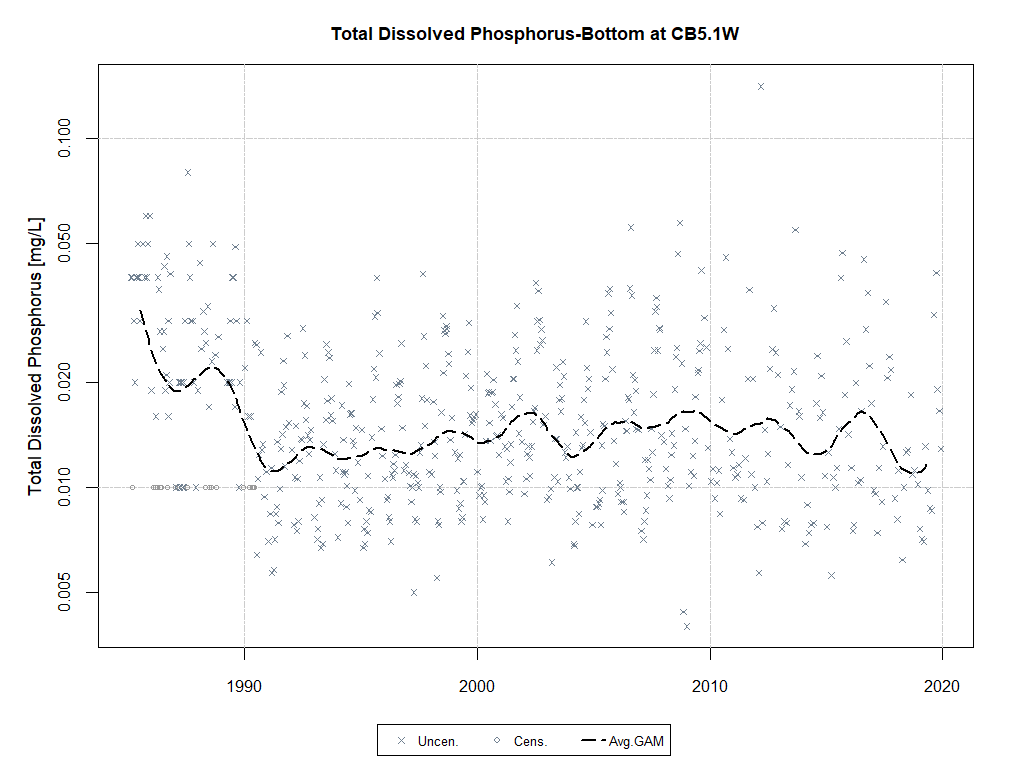 Total Dissolved Phosphorus-Bottom at CB5.1W
Total Dissolved Phosphorus [mg/L]
0.100
0.050
0.020
0.010
0.005
1990 2000 2010 2020
Uncen. Cens. Avg.GAM